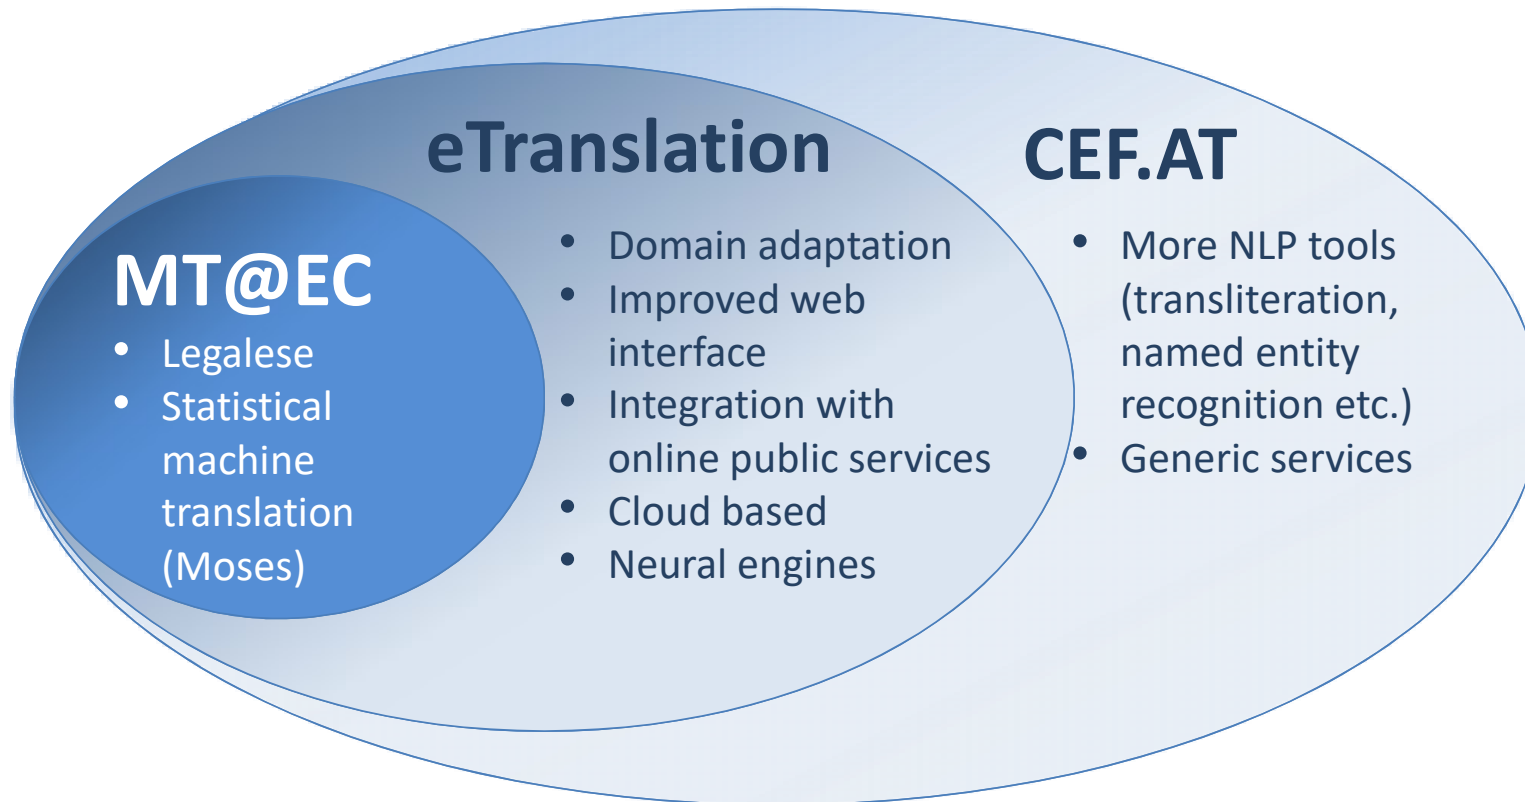 MT@EC
• Legalese
• Statistical
machine
translation
(Moses)
eTranslation
• Domain adaptation
• Improved web
interface
• Integration with
online public services
• Cloud based
• Neural engines
CEF.AT
• More NLP tools
(transliteration,
named entity
recognition etc.)
• Generic services